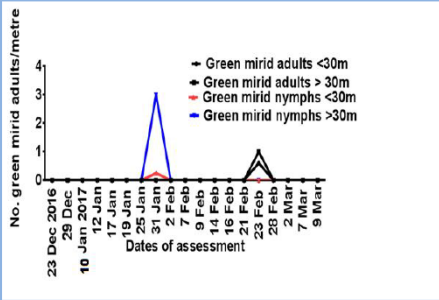 No. green mirid adults/metre
Green mirid adults <30m
Green mirid adults > 30m
Green mirid nymphs <30m
Green mirid nymphs >30m
4
3
2
1
0
23 Dec 2016
29 Dec
10 Jan 2017
12 Jan
17 Jan
19 Jan
25 Jan
31 Jan
2 Feb
7 Feb
9 Feb
14 Feb
16 Feb
21 Feb
23 Feb
28 Feb
2 Mar
7 Mar
9 Mar
Dates of assessment